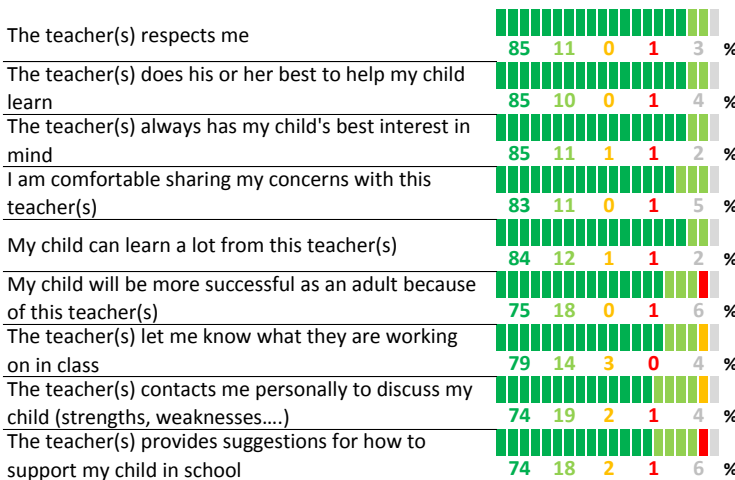 The teacher(s) respects me
85 11 0 1 3 %
The teacher(s) does his or her best to help my child
learn
85 10 0 1 4 %
The teacher(s) always has my child's best interest in
mind
85 11 1 1 2 %
I am comfortable sharing my concerns with this
teacher(s)
83 11 0 1 5 %
My child can learn a lot from this teacher(s)
84 12 1 1 2 %
My child will be more successful as an adult because
of this teacher(s)
75 18 0 1 6 %
The teacher(s) let me know what they are working
on in class
79 14 3 0 4 %
The teacher(s) contacts me personally to discuss my
child (strengths, weaknesses....)
74 19 2 1 4 %
The teacher(s) provides suggestions for how to
support my child in school
74 18 2 1 6 %